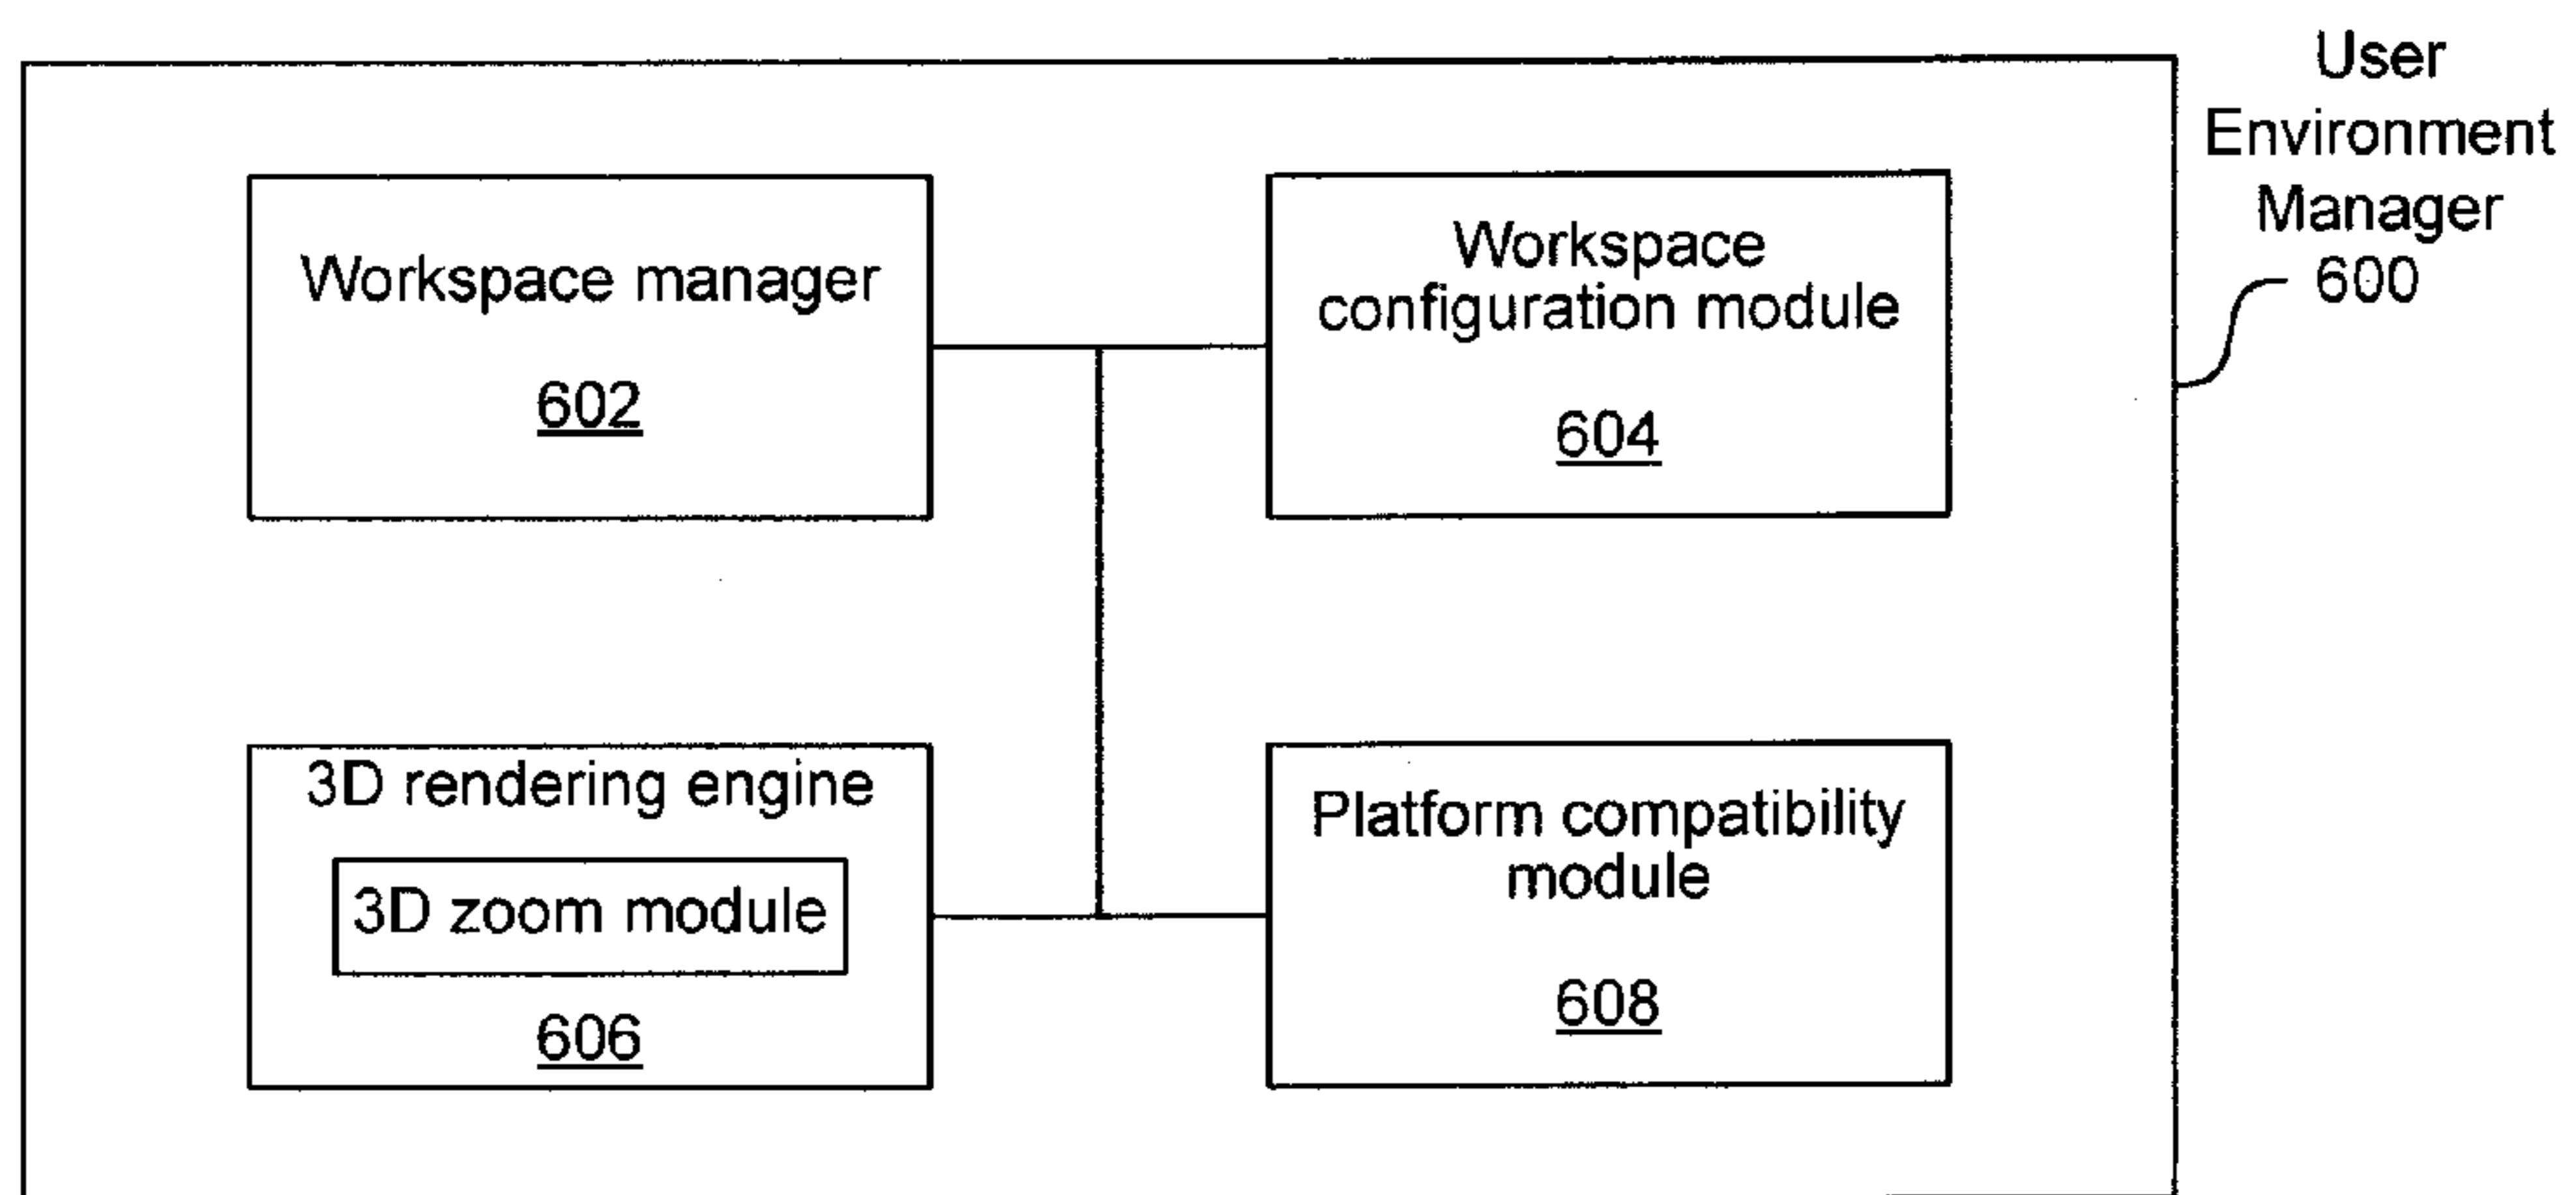 User
Environment
Manager
600
Workspace manager
602
Workspace
configuration module
604
3D rendering engine
3D zoom module
606
Platform compatibility
module
608